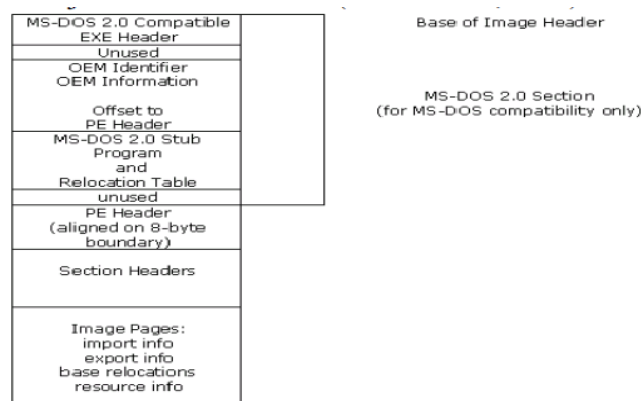 MS-DOS 2.0 Compatible
EXE Header
Unused
OEM Identifier
OEM Information
Offset to
PE Header
MS-DOS 2.0 Stub
Program
and
Relocation Table
unused
PE Header
(aligned on 8-byte
boundary)
Section Headers
Image Pages:
import info
export info
base relocations
resource info
Base of Image Header
MS-DOS 2.0 Section
(for MS-DOS compatibility only)